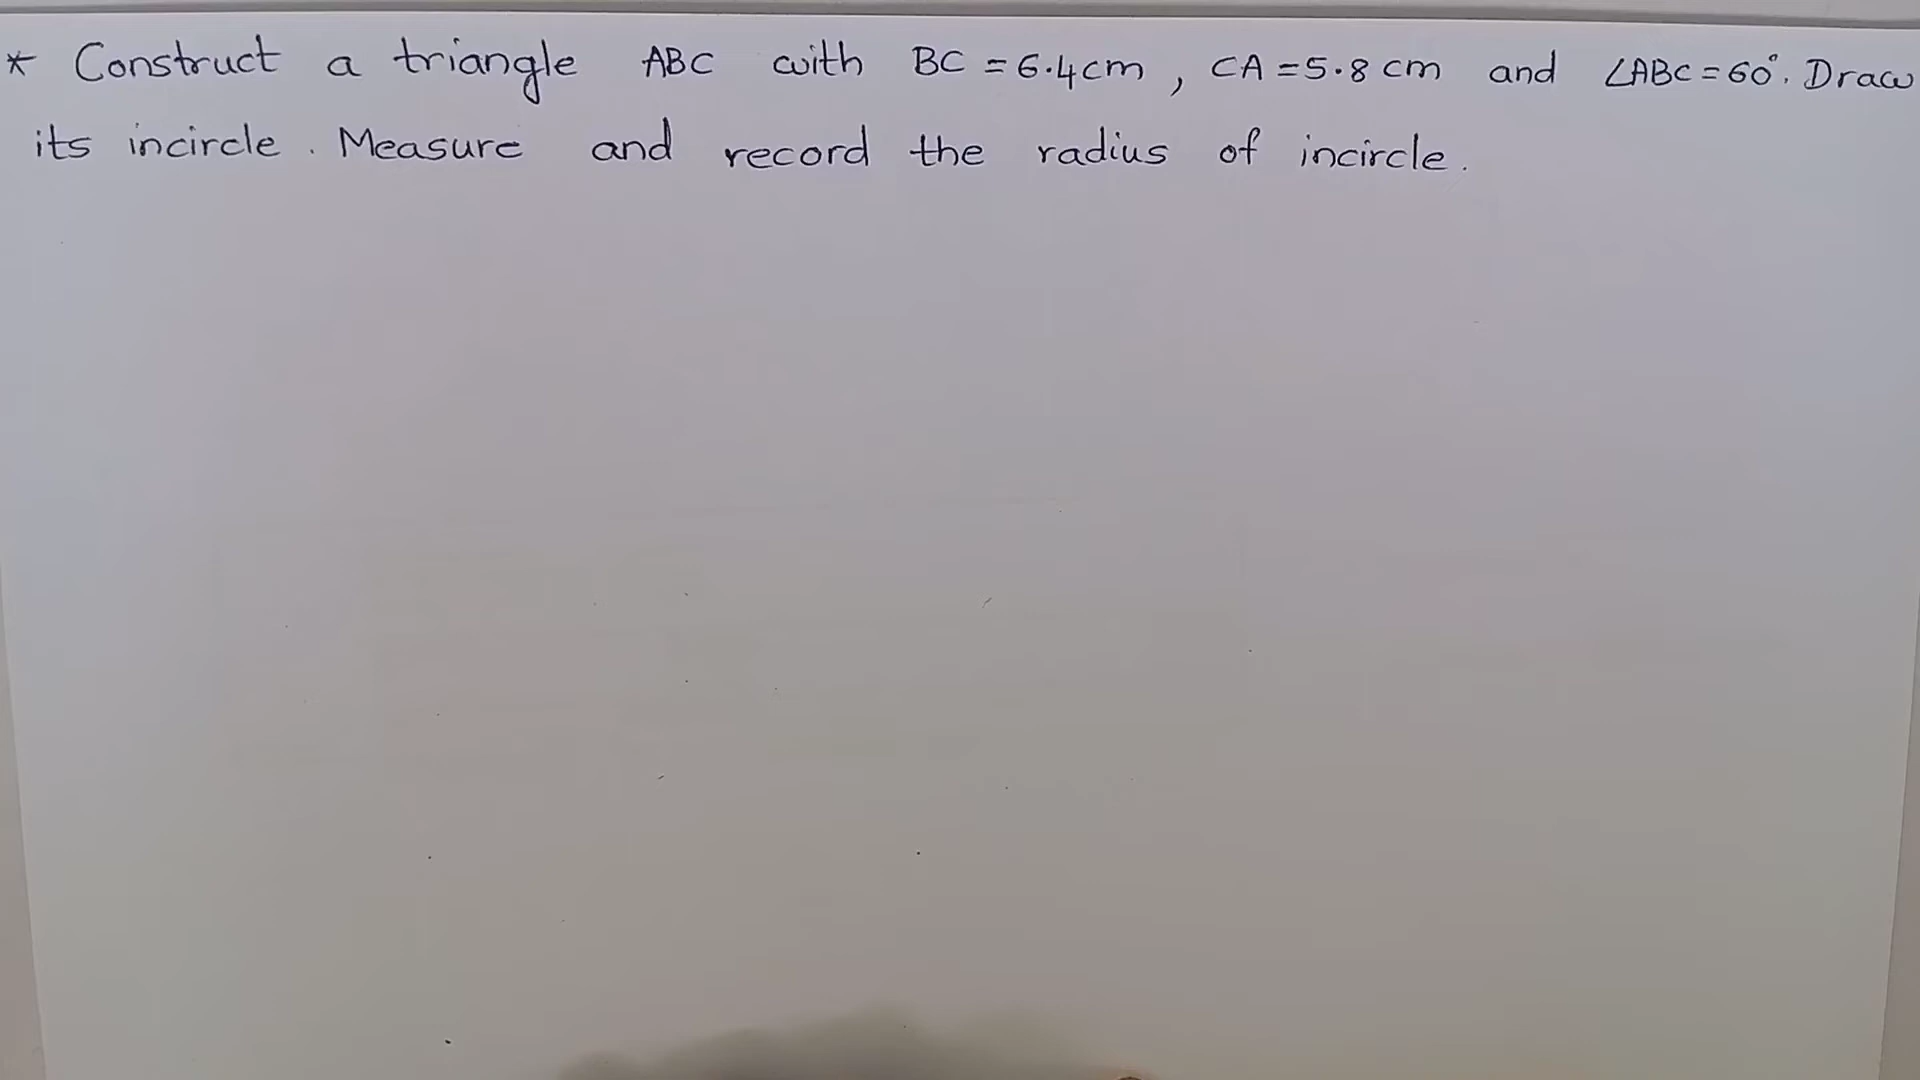 * Construct a triangle ABC with BC = 6.4cm, CA = 5.8 cm and ∠ABC = 60°. Draw
its incircle. Measure and record the radius of incircle.